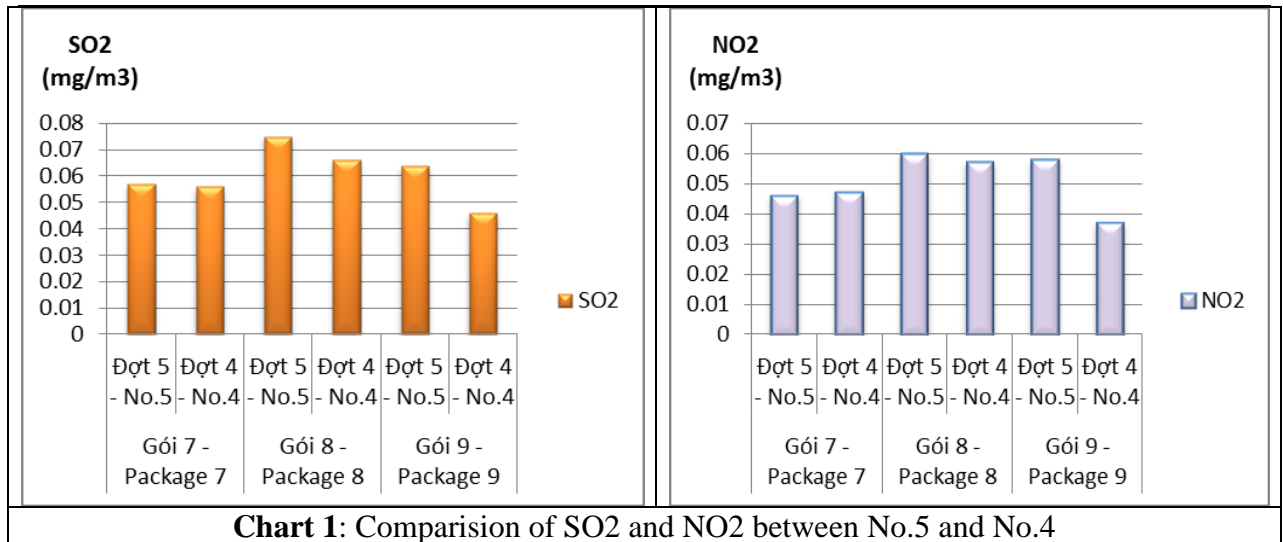 SO2
(mg/m3)
0.08
0.07
0.06
0.05
0.04
0.03
0.02
0.01
0
Đợt 5 Đợt 4 Đợt 5 Đợt 4 Đợt 5 Đợt 4
- No.5 - No.4 - No.5 - No.4 - No.5 - No.4
Gói 7 - Gói 8 - Gói 9 -
Package 7 Package 8 Package 9
SO2
NO2
(mg/m3)
0.07
0.06
0.05
0.04
0.03
0.02
0.01
0
Đợt 5 Đợt 4 Đợt 5 Đợt 4 Đợt 5 Đợt 4
- No.5 - No.4 - No.5 - No.4 - No.5 - No.4
Gói 7 - Gói 8 - Gói 9 -
Package 7 Package 8 Package 9
NO2
Chart 1: Comparision of SO2 and NO2 between No.5 and No.4